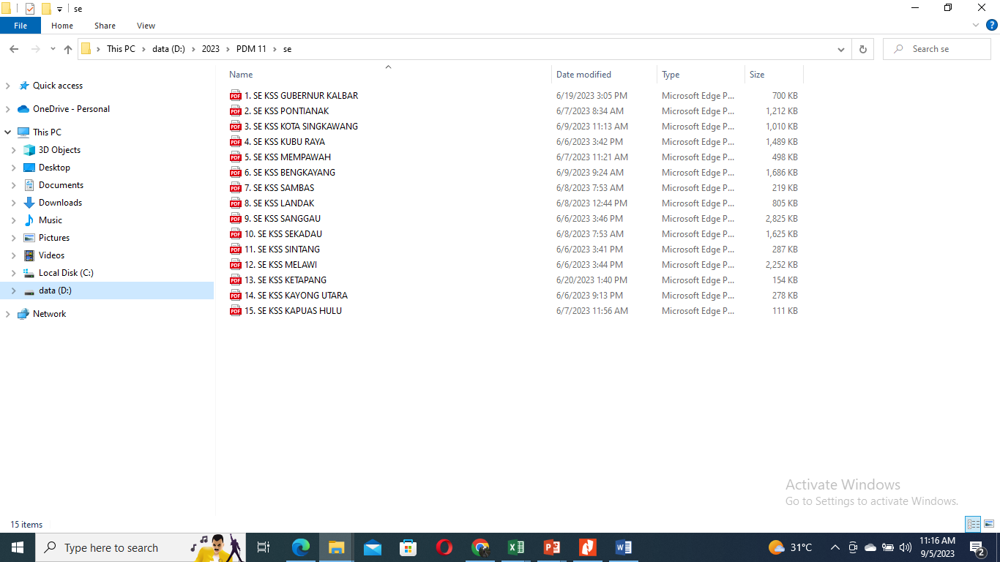 se
File Home Share View
This PC data (D:) 2023 PDM 11 se
Search se
Quick access
OneDrive - Personal
This PC
3D Objects
Desktop
Documents
Downloads
Music
Pictures
Videos
Local Disk (C:)
data (D:)
Network
Name Date modified Type Size
1. SE KSS GUBERNUR KALBAR 6/19/2023 3:05 PM Microsoft Edge P... 700 KB
2. SE KSS PONTIANAK 6/7/2023 8:34 AM Microsoft Edge P... 1,212 KB
3. SE KSS KOTA SINGKAWANG 6/9/2023 11:13 AM Microsoft Edge P... 1,010 KB
4. SE KSS KUBU RAYA 6/6/2023 3:42 PM Microsoft Edge P... 1,489 KB
5. SE KSS MEMPAWAH 6/7/2023 11:21 AM Microsoft Edge P... 498 KB
6. SE KSS BENGKAYANG 6/9/2023 9:24 AM Microsoft Edge P... 1,686 KB
7. SE KSS SAMBAS 6/8/2023 7:53 AM Microsoft Edge P... 219 KB
8. SE KSS LANDAK 6/8/2023 12:44 PM Microsoft Edge P... 805 KB
9. SE KSS SANGGAU 6/6/2023 3:46 PM Microsoft Edge P... 2,825 KB
10. SE KSS SEKADAU 6/8/2023 7:53 AM Microsoft Edge P... 1,625 KB
11. SE KSS SINTANG 6/6/2023 3:41 PM Microsoft Edge P... 287 KB
12. SE KSS MELAWI 6/6/2023 3:44 PM Microsoft Edge P... 2,252 KB
13. SE KSS KETAPANG 6/20/2023 1:40 PM Microsoft Edge P... 154 KB
14. SE KSS KAYONG UTARA 6/6/2023 9:13 PM Microsoft Edge P... 278 KB
15. SE KSS KAPUAS HULU 6/7/2023 11:56 AM Microsoft Edge P... 111 KB
Activate Windows
Go to Settings to activate Windows.
15 items
Type here to search
31°C
11:16 AM
9/5/2023
2